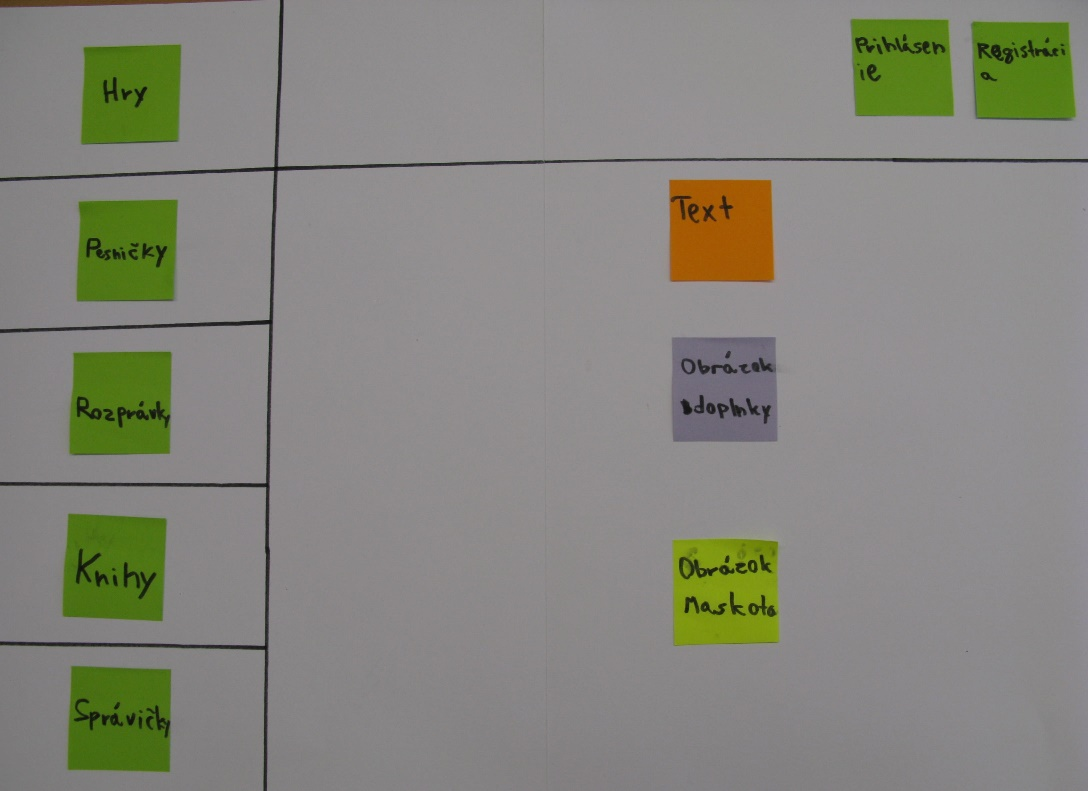 Hry
Prihlásen
ie
Registráci
a
Pesničky
Text
Rozprávky
Obrázok
doplnky
Knihy
Obrázok
Maskota
Správičky